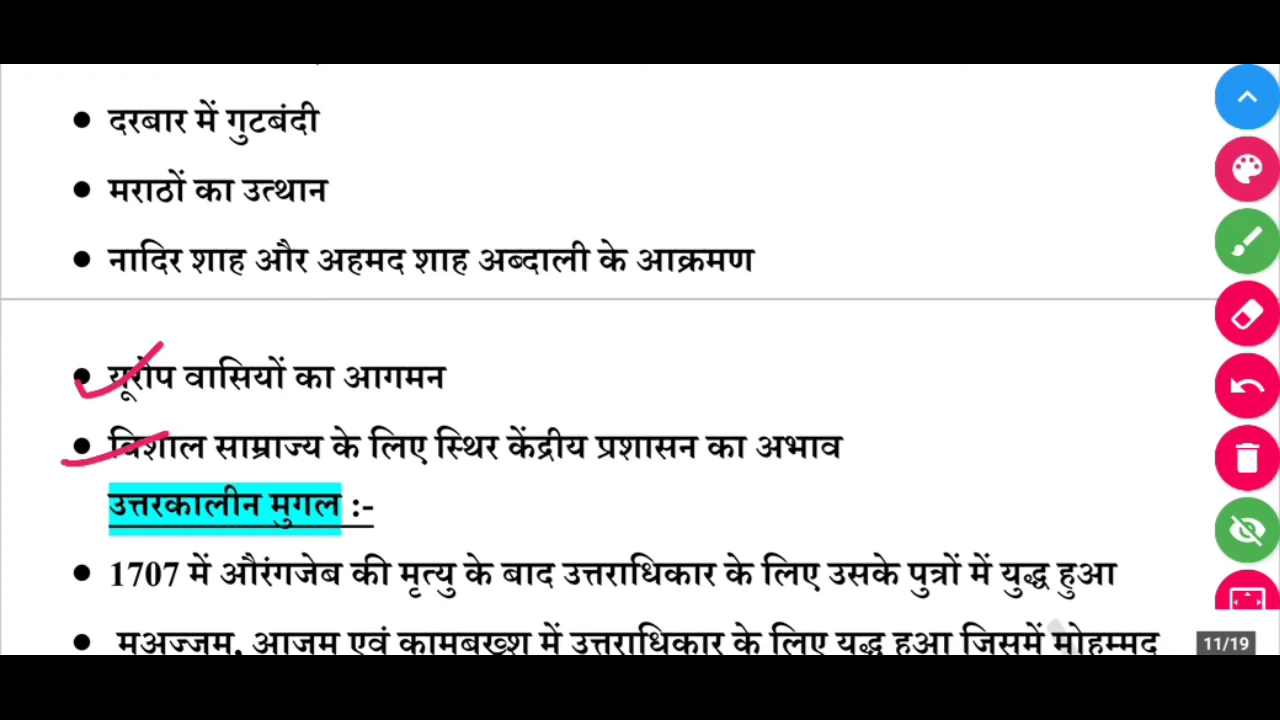 • दरबार में गुटबंदी
• मराठों का उत्थान
• नादिर शाह और अहमद शाह अब्दाली के आक्रमण
• यूरोप वासियों का आगमन
• विशाल साम्राज्य के लिए स्थिर केंद्रीय प्रशासन का अभाव
उत्तरकालीन मुगल :-
• 1707 में औरंगजेब की मृत्यु के बाद उत्तराधिकार के लिए उसके पुत्रों में युद्ध हुआ
• मुअज्जम, आजम एवं कामबख्श में उत्तराधिकार के लिए युद्ध हुआ जिसमें मोहम्मद
11/19